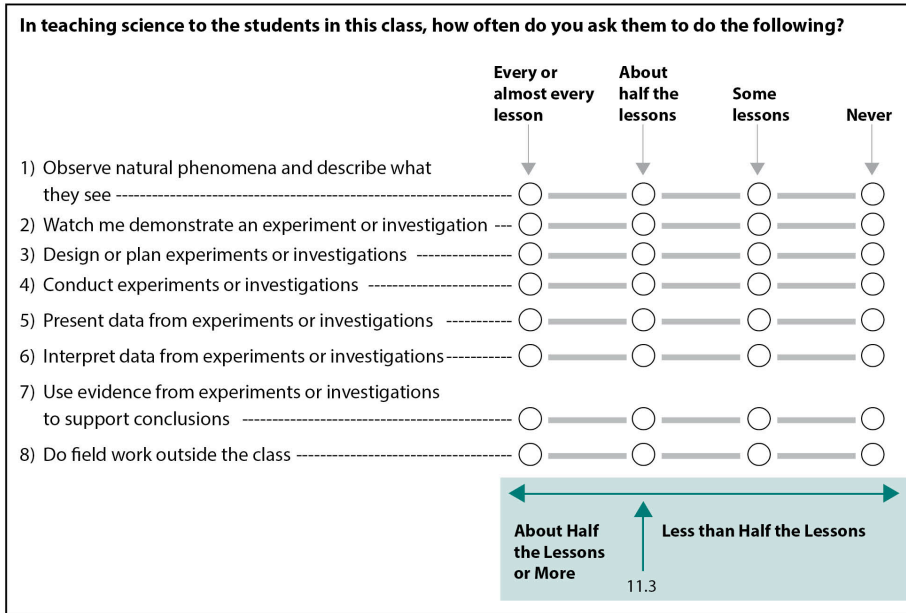 In teaching science to the students in this class, how often do you ask them to do the following?
Every or almost every lesson
About half the lessons
Some lessons
Never
1) Observe natural phenomena and describe what
they see
2) Watch me demonstrate an experiment or investigation
3) Design or plan experiments or investigations
4) Conduct experiments or investigations
5) Present data from experiments or investigations
6) Interpret data from experiments or investigations
7) Use evidence from experiments or investigations
to support conclusions
8) Do field work outside the class
About Half
the Lessons
or More
Less than Half the Lessons
11.3